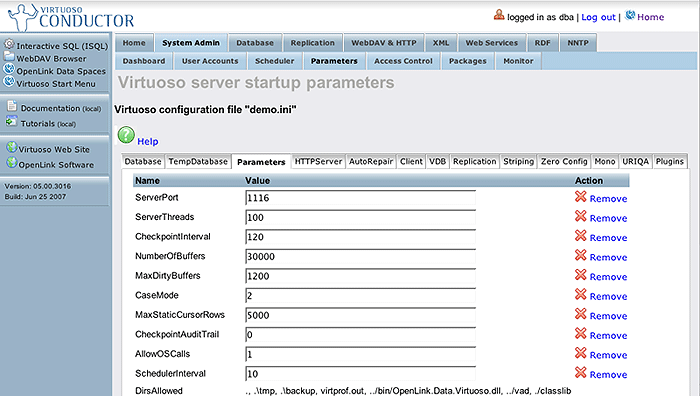 VIRTUOSO
CONDUCTOR
logged in as dba | Log out | Home
Interactive SQL (ISQL)
WebDAV Browser
OpenLink Data Spaces
Virtuoso Start Menu
Documentation (local)
Tutorials (local)
Virtuoso Web Site
OpenLink Software
Version: 05.00.3016
Build: Jun 25 2007
Home System Admin Database Replication WebDAV & HTTP XML Web Services RDF NNTP
Dashboard User Accounts Scheduler Parameters Access Control Packages Monitor
Virtuoso server startup parameters
Virtuoso configuration file "demo.ini"
? Help
Database TempDatabase Parameters HTTPServer AutoRepair Client VDB Replication Striping Zero Config Mono URIQA Plugins
Name Value Action
ServerPort 1116 Remove
ServerThreads 100 Remove
CheckpointInterval 120 Remove
NumberOfBuffers 30000 Remove
MaxDirtyBuffers 1200 Remove
CaseMode 2 Remove
MaxStaticCursorRows 5000 Remove
CheckpointAuditTrail 0 Remove
AllowOSCalls 1 Remove
SchedulerInterval 10 Remove
DirsAllowed ., .\tmp, .\backup, virtprof.out, ../bin/OpenLink.Data.Virtuoso.dll, ../vad, ./classlib